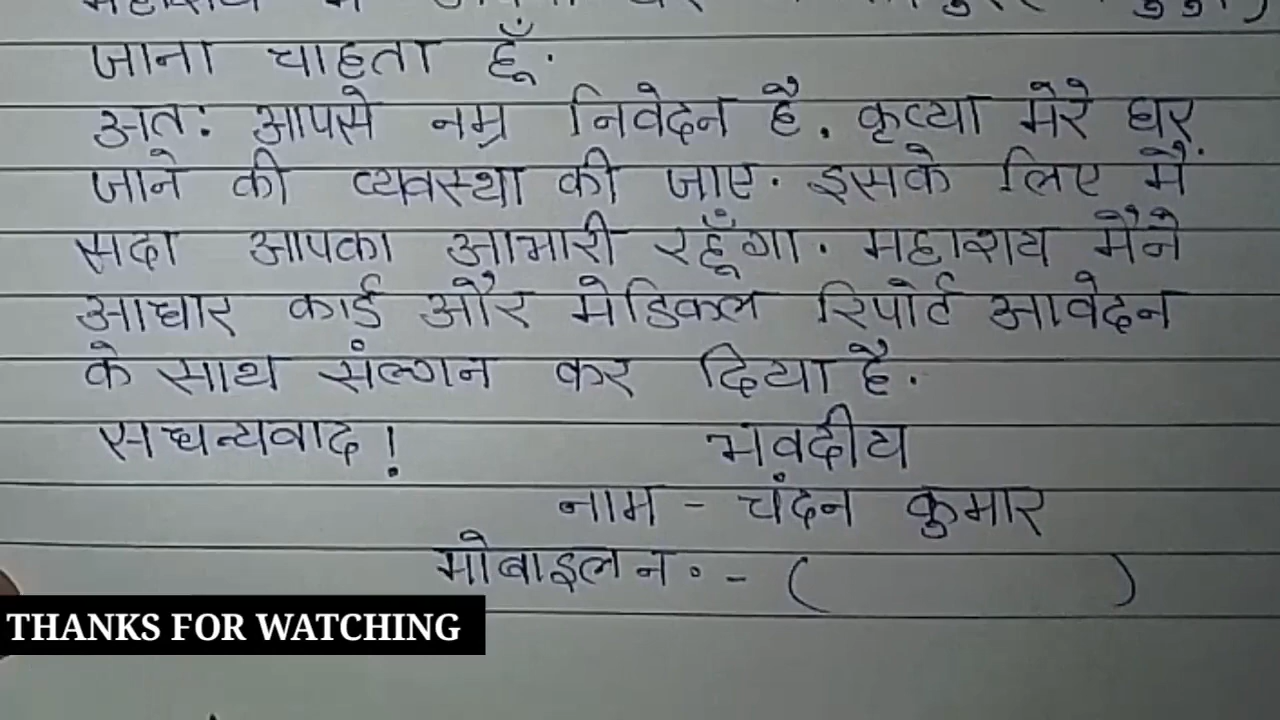 जाना चाहता हूँ.
अतः आपसे नम्र निवेदन है. कृप्या मेरे घर
जाने की व्यवस्था की जाए. इसके लिए मैं
सदा आपका आभारी रहूँगा. महाशय मैंने
आधार कार्ड और मेडिकल रिपोर्ट आवेदन
के साथ संल्गन कर दिया है.
सधन्यवाद! भवदीय
नाम - चंदन कुमार
मोबाइल न॰ - ( )
THANKS FOR WATCHING